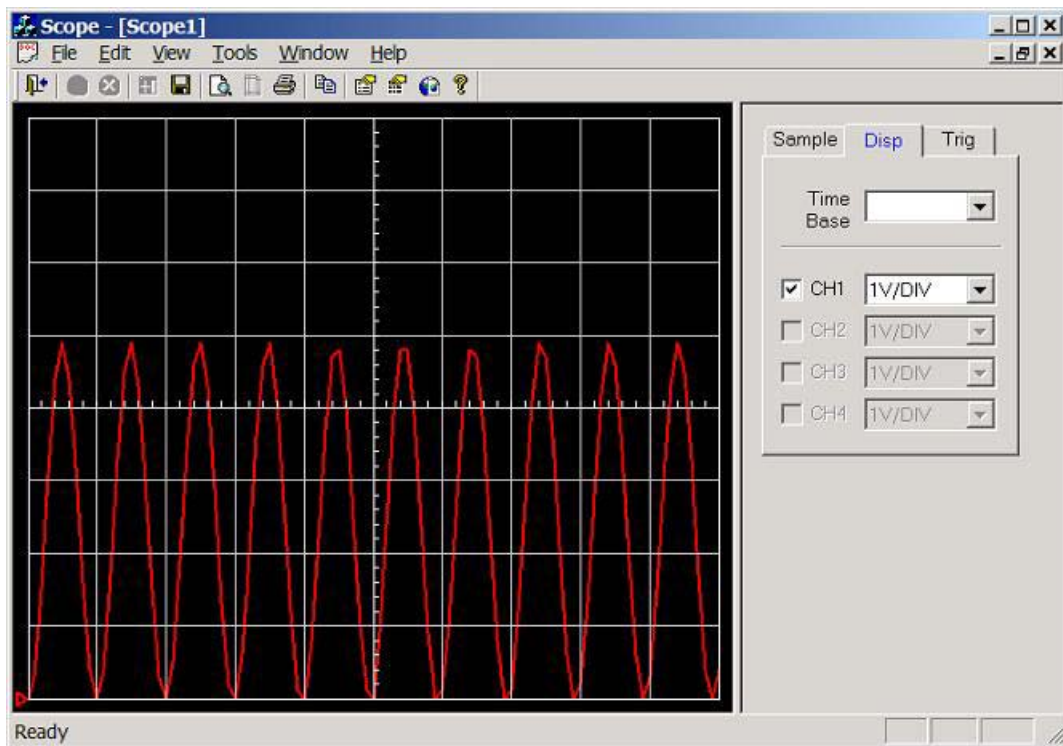 Scope - [Scope1]
File Edit View Tools Window Help
Sample Disp Trig
Time
Base
CH1 1V/DIV
CH2 1V/DIV
CH3 1V/DIV
CH4 1V/DIV
Ready